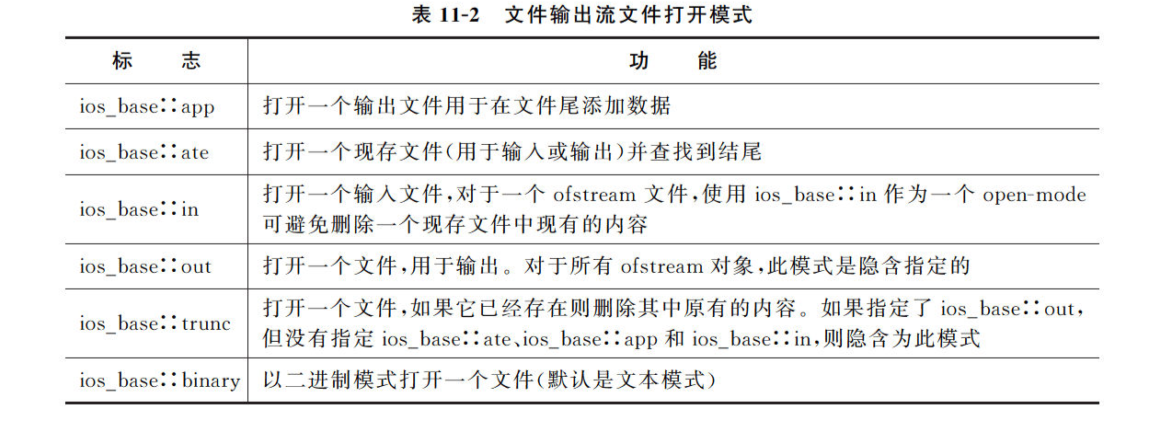 表 11-2 文件输出流文件打开模式
标 志 功 能
ios_base::app 打开一个输出文件用于在文件尾添加数据
ios_base::ate 打开一个现存文件(用于输入或输出)并查找到结尾
ios_base::in 打开一个输入文件,对于一个 ofstream 文件,使用 ios_base::in 作为一个 open-mode
可避免删除一个现存文件中现有的内容
ios_base::out 打开一个文件,用于输出。对于所有 ofstream 对象,此模式是隐含指定的
ios_base::trunc 打开一个文件,如果它已经存在则删除其中原有的内容。如果指定了 ios_base::out,
但没有指定 ios_base::ate、ios_base::app 和 ios_base::in,则隐含为此模式
ios_base::binary 以二进制模式打开一个文件(默认是文本模式)